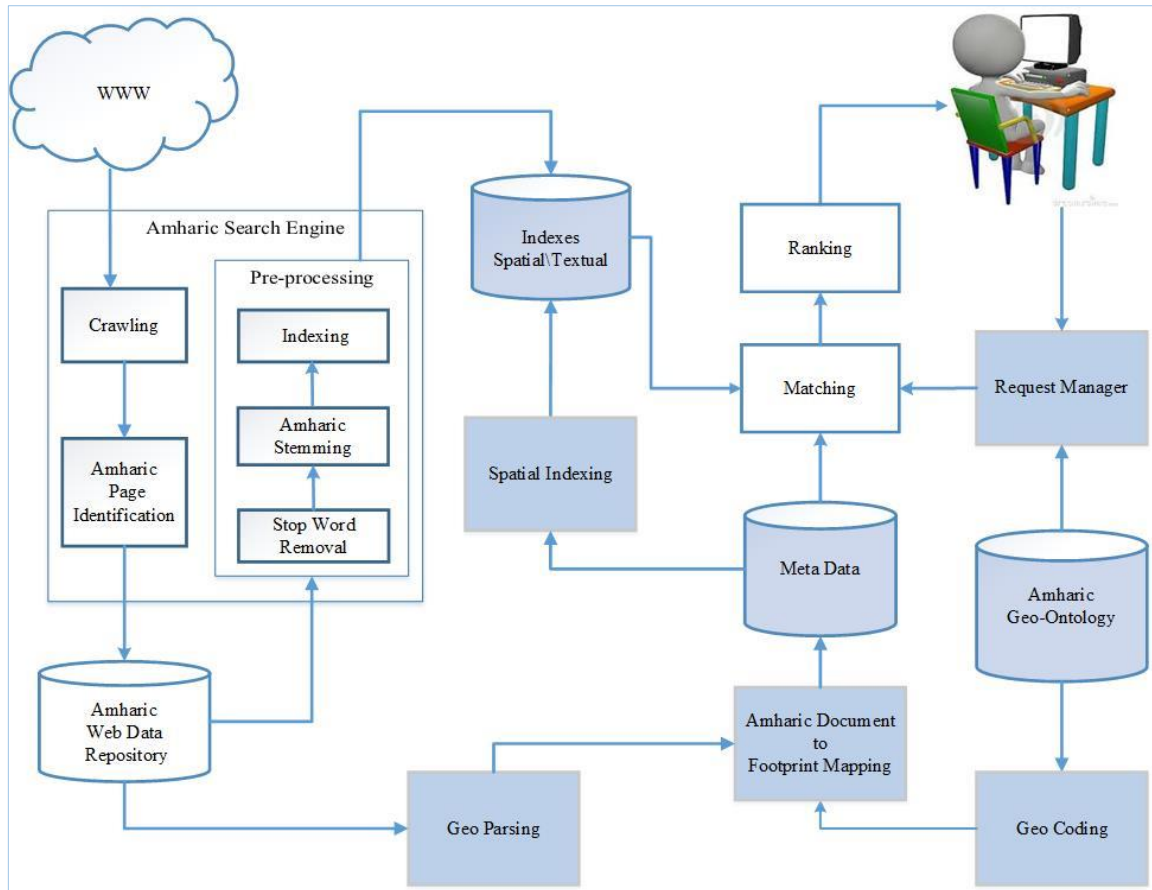 WWW
Amharic Search Engine
Pre-processing
Crawling
Indexing
Amharic
Page
Identification
Amharic
Stemming
Stop Word
Removal
Amharic
Web Data
Repository
Indexes
Spatial\Textual
Ranking
Matching
Request Manager
Spatial Indexing
Meta Data
Amharic
Geo-Ontology
Amharic Document
to
Footprint Mapping
Geo Parsing
Geo Coding